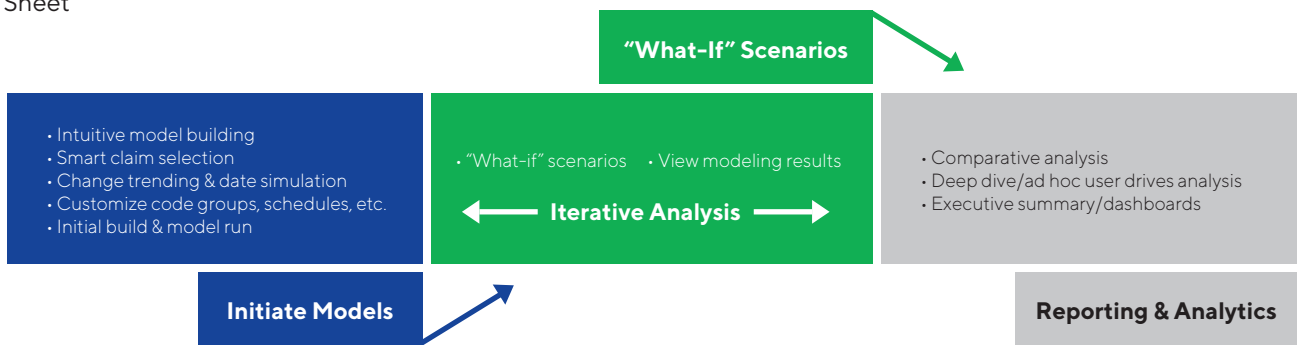 Sheet
“What-If” Scenarios
• Intuitive model building
• Smart claim selection
• Change trending & date simulation
• Customize code groups, schedules, etc.
• Initial build & model run
• “What-if” scenarios • View modeling results
Iterative Analysis
• Comparative analysis
• Deep dive/ad hoc user drives analysis
• Executive summary/dashboards
Initiate Models
Reporting & Analytics